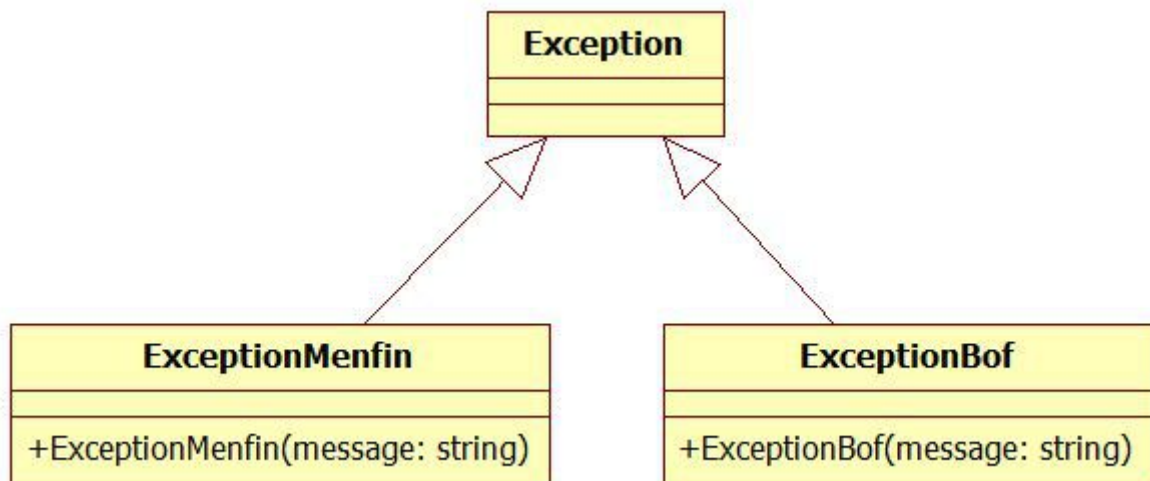 Exception
ExceptionMenfin
+ExceptionMenfin(message: string)
ExceptionBof
+ExceptionBof(message: string)